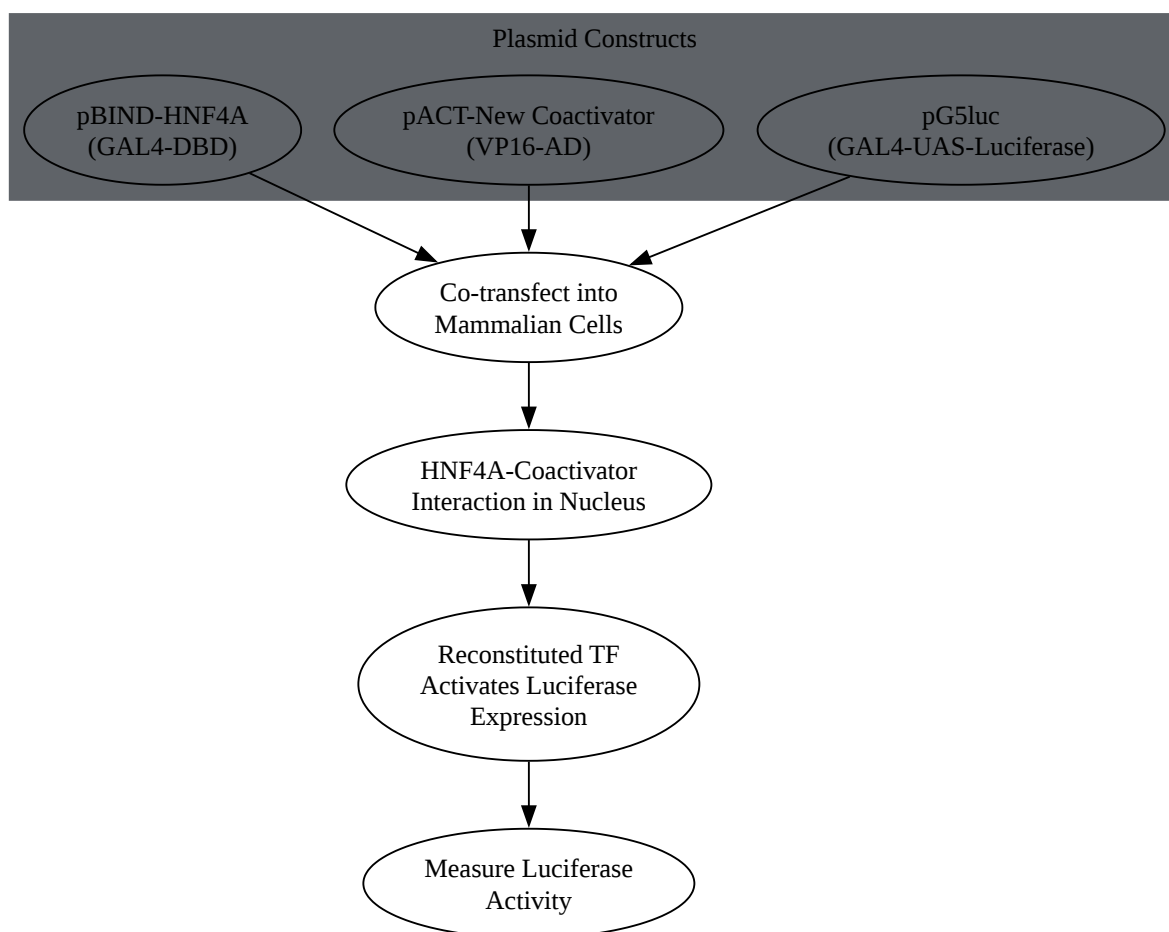 Plasmid Constructs
pBIND-HNF4A
(GAL4-DBD)
pACT-New Coactivator
(VP16-AD)
pG5luc
(GAL4-UAS-Luciferase)
Co-transfect into
Mammalian Cells
HNF4A-Coactivator
Interaction in Nucleus
Reconstituted TF
Activates Luciferase
Expression
Measure Luciferase
Activity